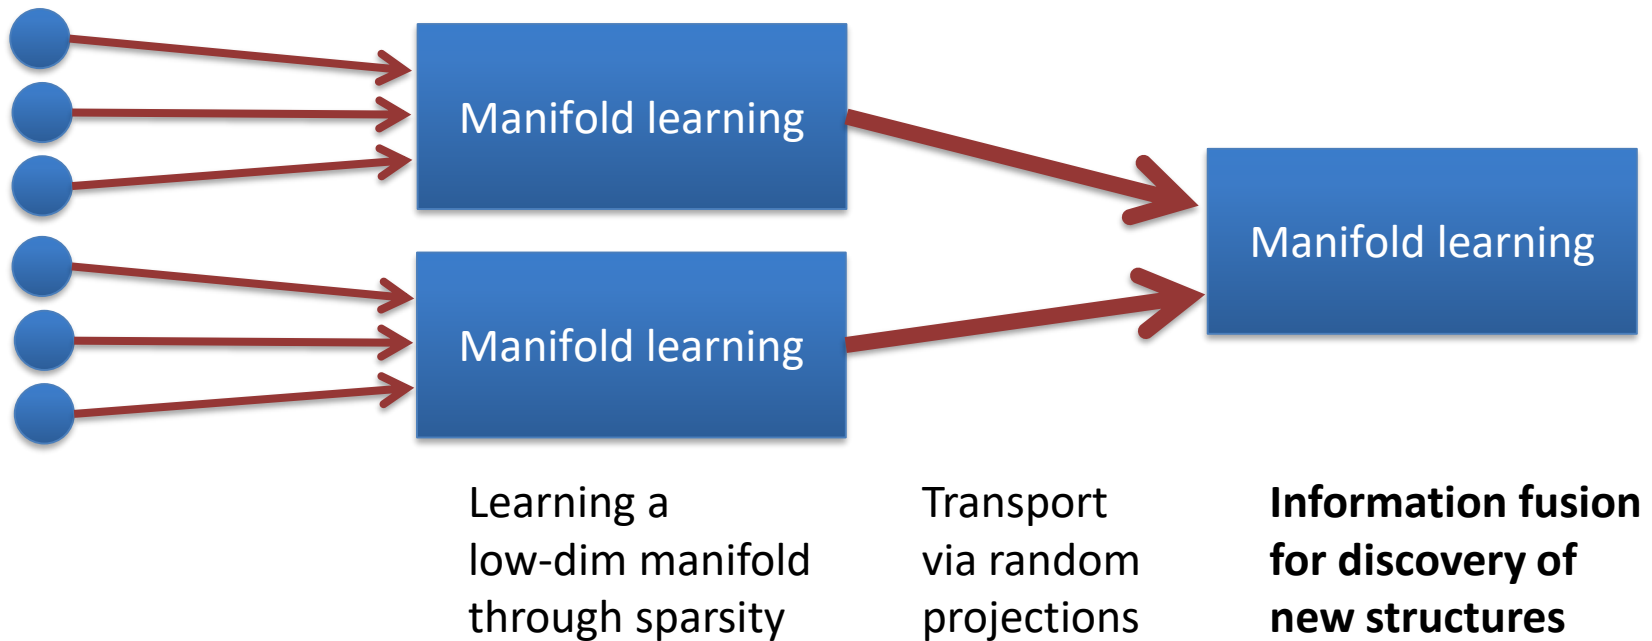 Manifold learning
Manifold learning
Manifold learning
Learning a
low-dim manifold
through sparsity
Transport
via random
projections
Information fusion
for discovery of
new structures